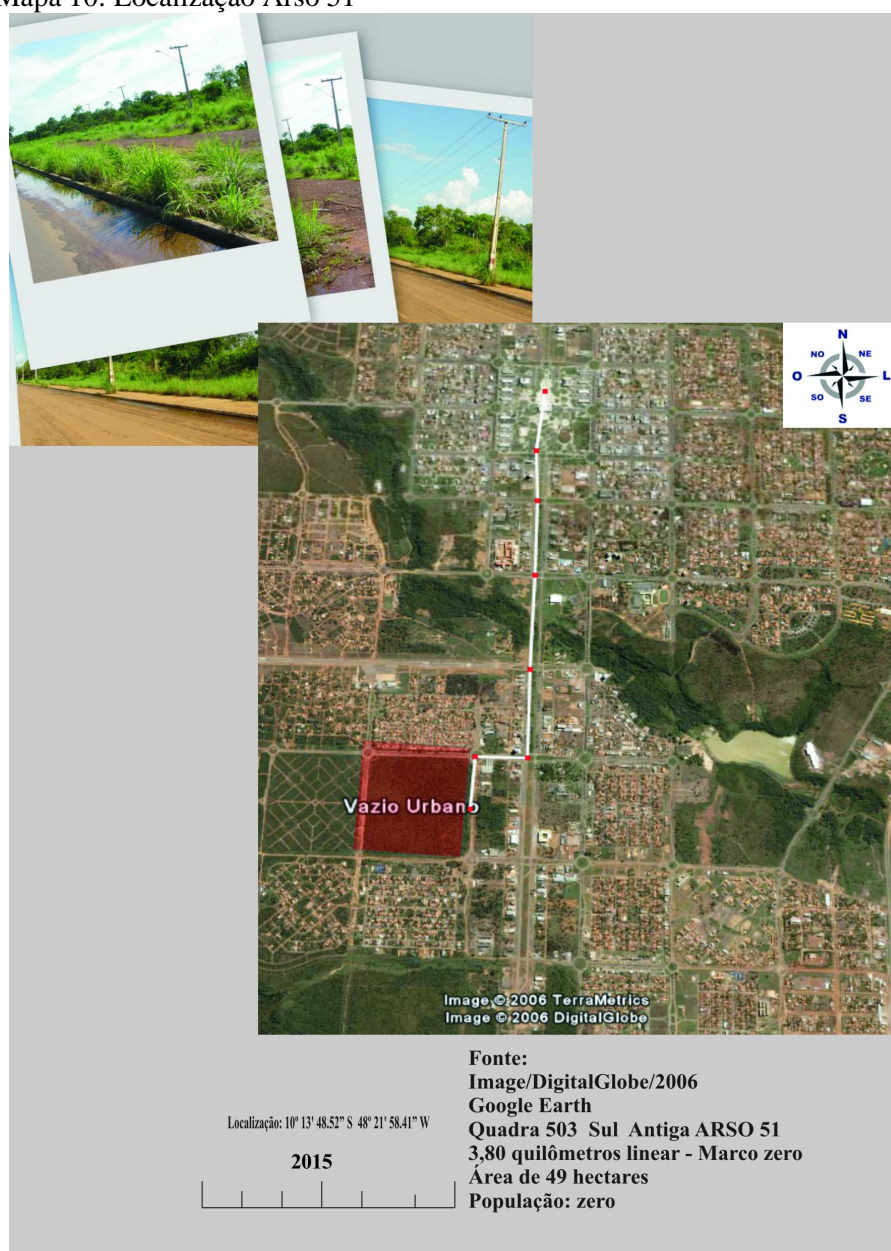 Mapa 10: Localização Arso 51
N
NO NE
O L
SO SE
S
Vazio Urbano
Image © 2006 TerraMetrics
Image © 2006 DigitalGlobe
Fonte:
Image/DigitalGlobe/2006
Google Earth
Quadra 503 Sul Antiga ARSO 51
3,80 quilômetros linear - Marco zero
Área de 49 hectares
População: zero
Localização: 10º 13' 48.52” S 48º 21' 58.41” W
2015